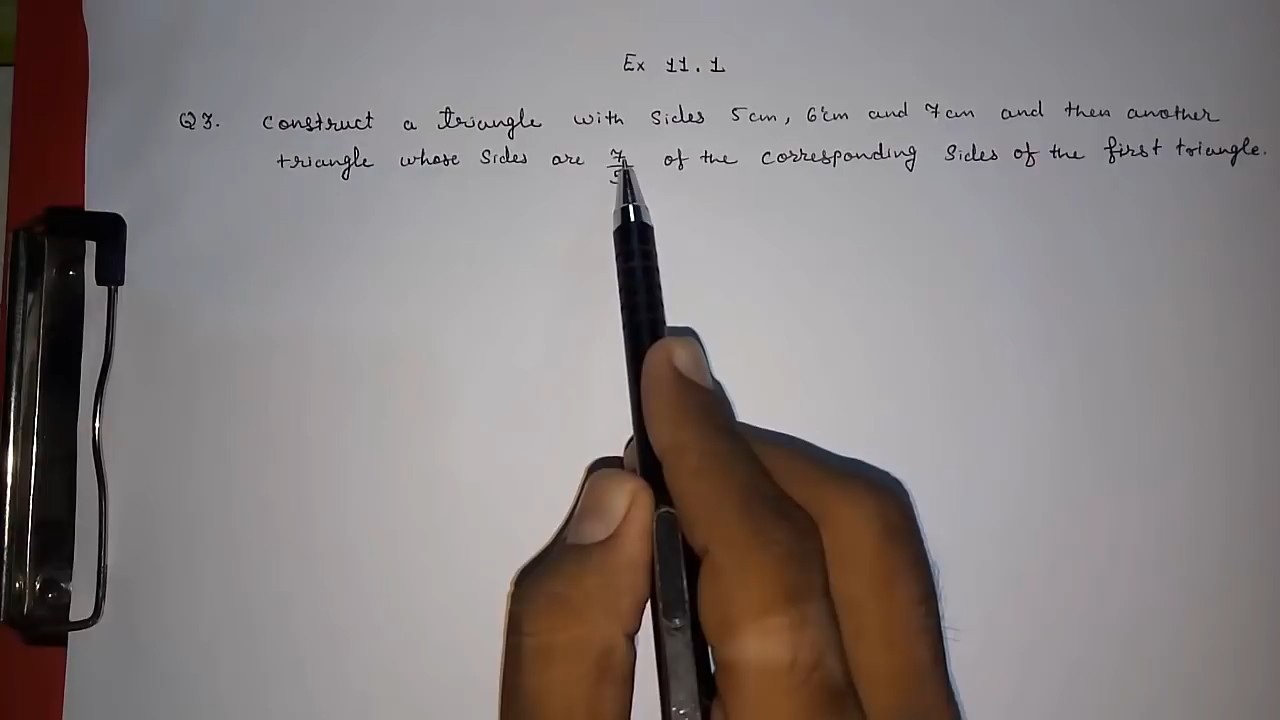 Ex 11.1
Q3. Construct a triangle with sides 5cm, 6cm and 7cm and then another
triangle whose sides are 7/5 of the corresponding sides of the first triangle.